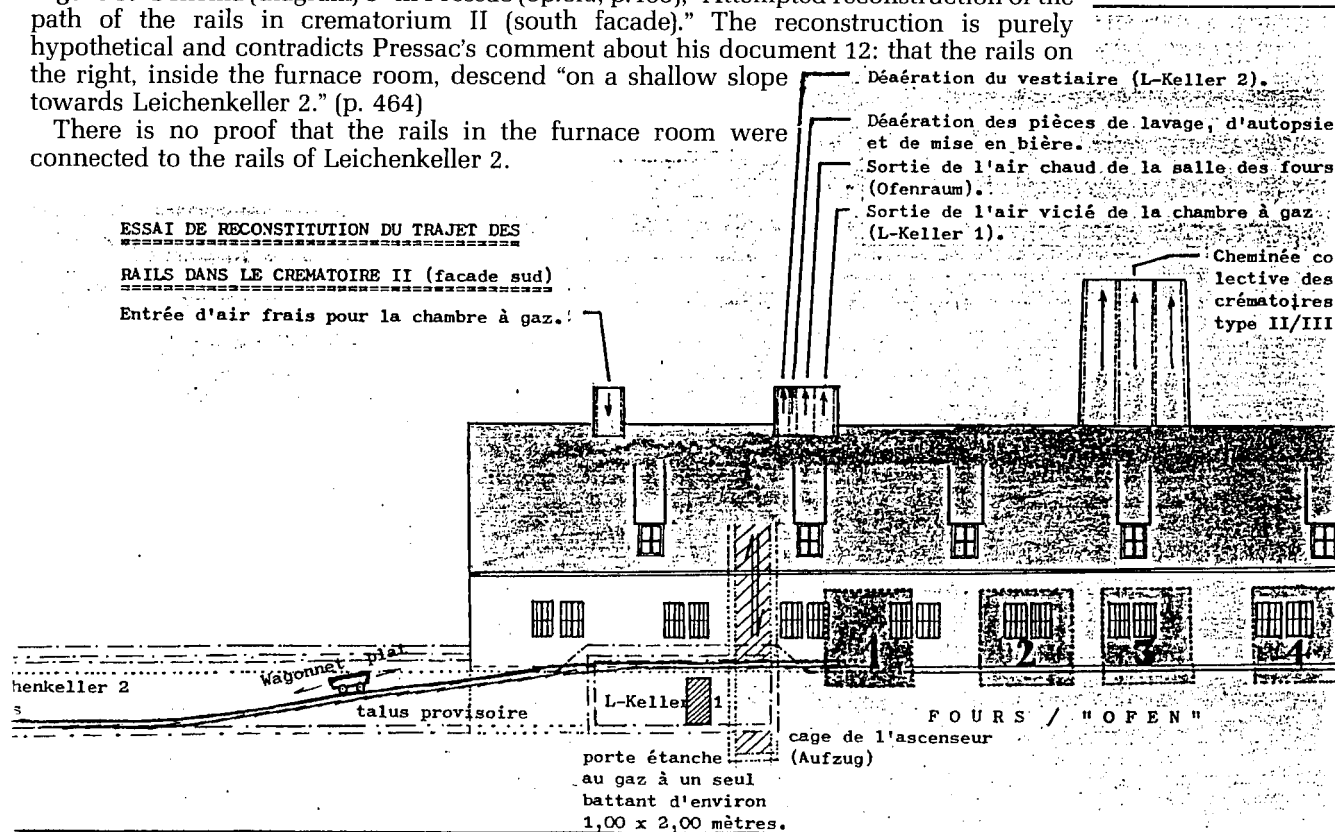 path of the rails in crematorium II (south facade)." The reconstruction is purely
hypothetical and contradicts Pressac's comment about his document 12: that the rails on
the right, inside the furnace room, descend "on a shallow slope
towards Leichenkeller 2." (p. 464)
There is no proof that the rails in the furnace room were
connected to the rails of Leichenkeller 2.
Déaération du vestiaire (L-Keller 2).
Déaération des pièces de lavage, d'autopsie
et de mise en bière.
Sortie de l'air chaud de la salle des fours
(Ofenraum).
Sortie de l'air vicié de la chambre à gaz
(L-Keller 1).
Cheminée co
lective des
crématoires
type II/III
ESSAI DE RECONSTITUTION DU TRAJET DES
RAILS DANS LE CREMATOIRE II (facade sud)
Entrée d'air frais pour la chambre à gaz.
1
2
3
4
Wagonnet plat
henkeller 2
s
talus provisoire
L-Keller 1
FOURS / "OFEN"
cage de l'ascenseur
(Aufzug)
porte étanche
au gaz à un seul
battant d'environ
1,00 x 2,00 mètres.